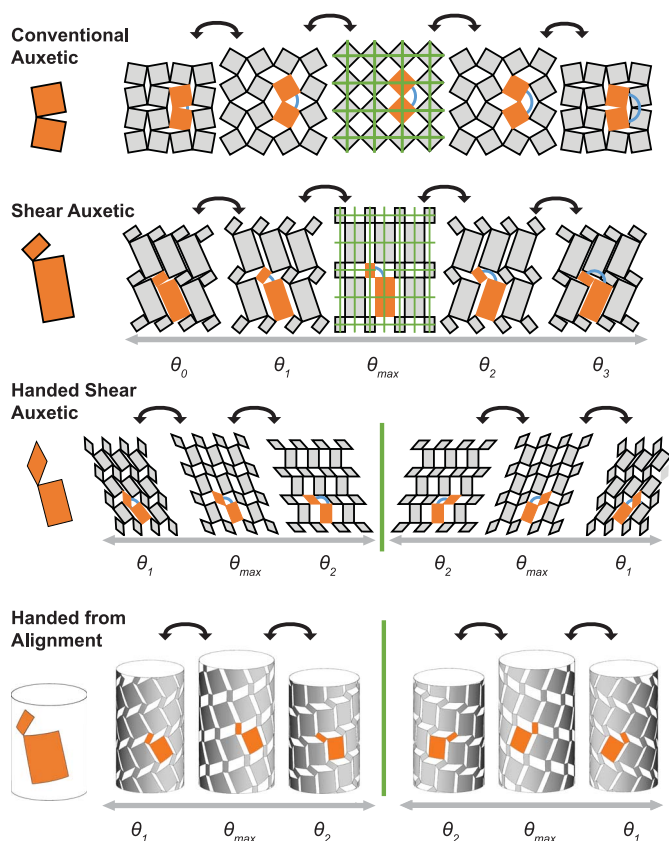 Conventional
Auxetic
Shear Auxetic
θ0 θ1 θmax θ2 θ3
Handed Shear
Auxetic
θ1 θmax θ2 θ2 θmax θ1
Handed from
Alignment
θ1 θmax θ2 θ2 θmax θ1